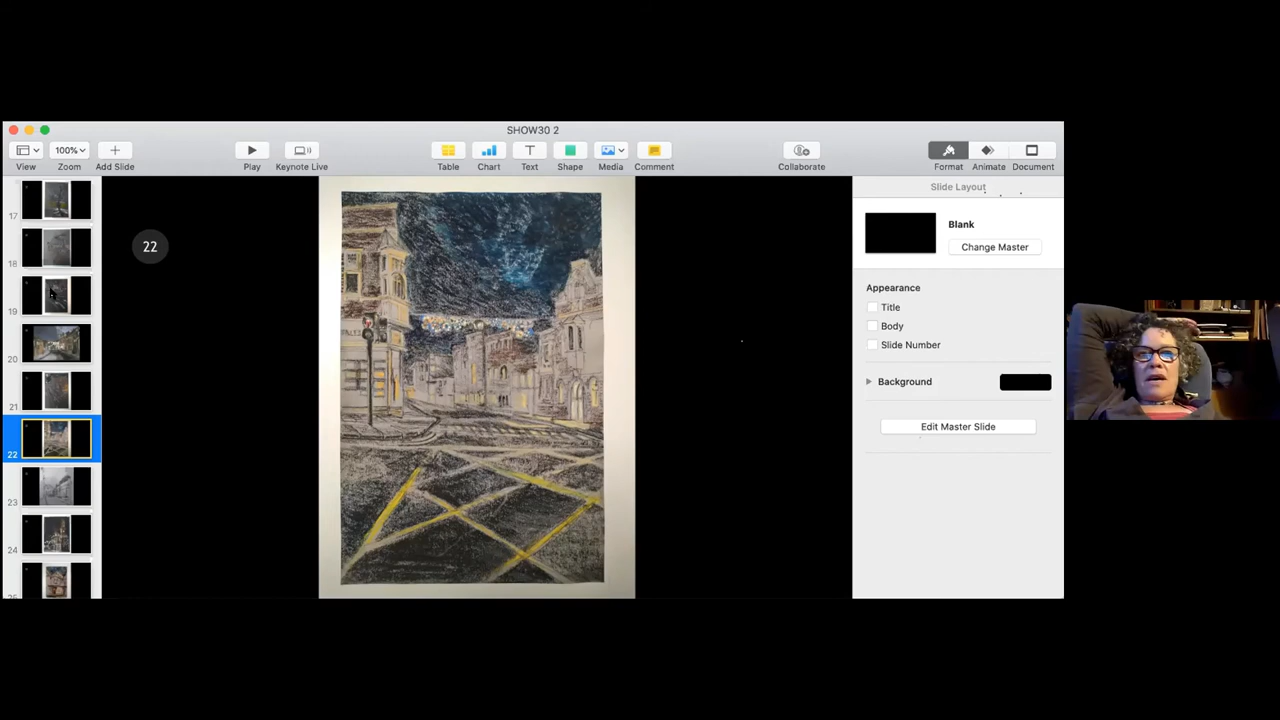 SHOW30 2
View
100%
Zoom
Add Slide
Play
Keynote Live
Table
Chart
Text
Shape
Media
Comment
Collaborate
Format
Animate
Document
17
18
19
20
21
22
23
24
22
Slide Layout
Blank
Change Master
Appearance
Title
Body
Slide Number
Background
Edit Master Slide